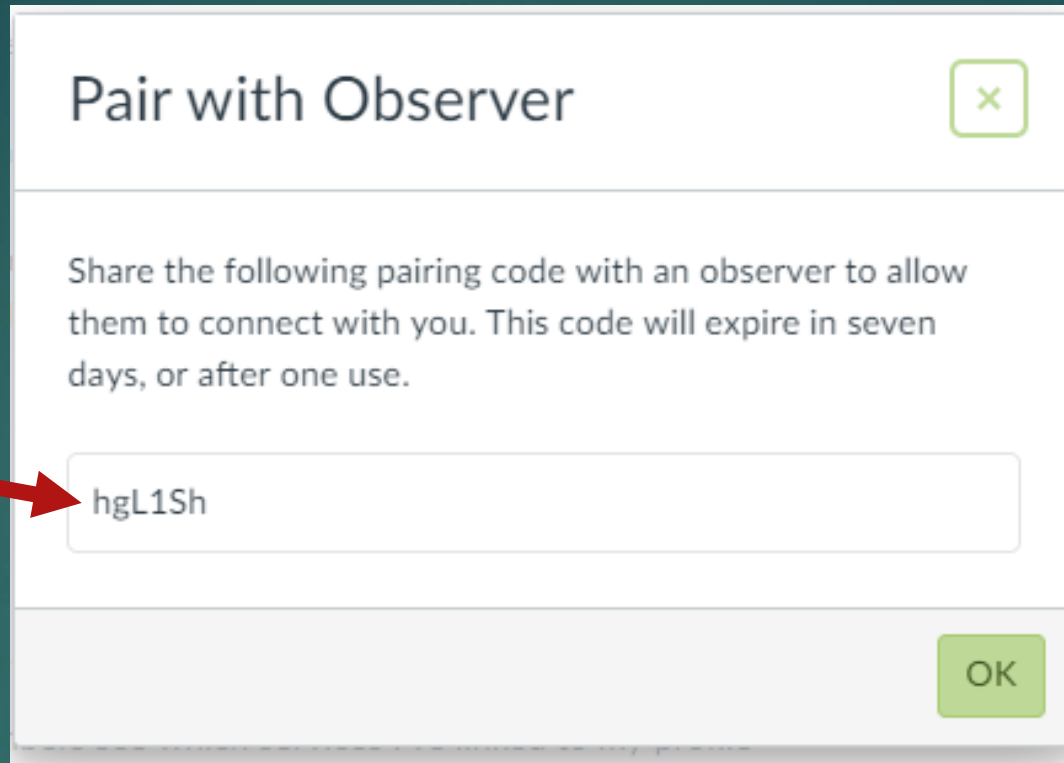 Pair with Observer
Share the following pairing code with an observer to allow
them to connect with you. This code will expire in seven
days, or after one use.
hgL1Sh
OK